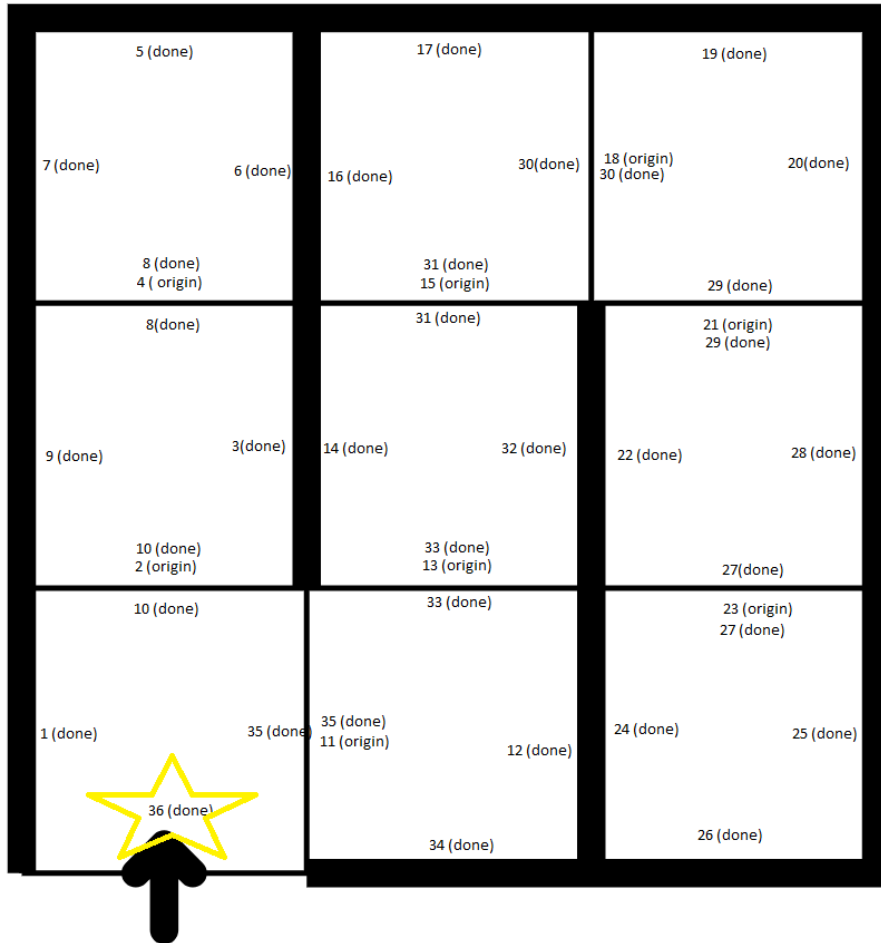 5 (done)
17 (done)
19 (done)
7 (done)
6 (done)
16 (done)
30(done)
18 (origin)
30 (done)
20(done)
8 (done)
4 ( origin)
31 (done)
15 (origin)
29 (done)
8(done)
31 (done)
21 (origin)
29 (done)
9 (done)
3(done)
14 (done)
32 (done)
22 (done)
28 (done)
10 (done)
2 (origin)
33 (done)
13 (origin)
27(done)
10 (done)
33 (done)
23 (origin)
27 (done)
1 (done)
35 (done)
35 (done)
11 (origin)
12 (done)
24 (done)
25 (done)
36 (done)
34 (done)
26 (done)